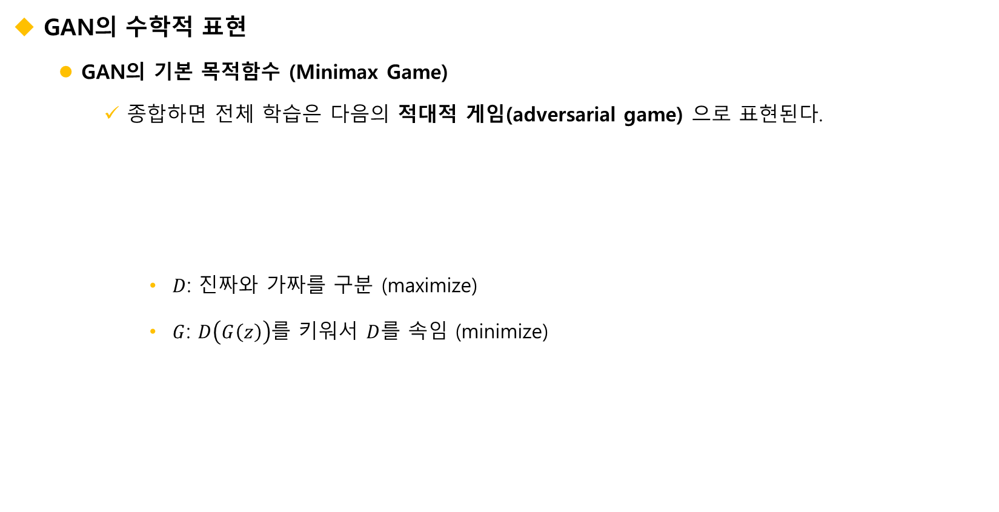 GAN의 수학적 표현
GAN의 기본 목적함수 (Minimax Game)
종합하면 전체 학습은 다음의 적대적 게임(adversarial game) 으로 표현된다.
D: 진짜와 가짜를 구분 (maximize)
G: D(G(z))를 키워서 D를 속임 (minimize)